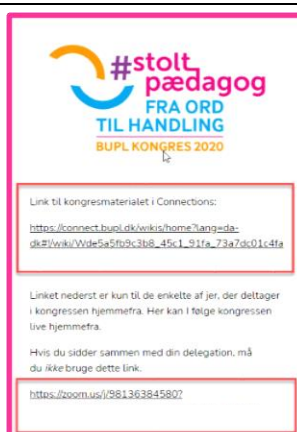 #stolt
pædagog
FRA ORD
TIL HANDLING
BUPL KONGRES 2020
Link til kongresmaterialet i Connections:
https://connect.bupl.dk/wikis/home?lang=da-
dk#!/wiki/Wde5a5fb9c3b8_45c1_91fa_73a7dc01c4fa
Linket nederst er kun til de enkelte af jer, der deltager
i kongressen hjemmefra. Her kan I følge kongressen
live hjemmefra.
Hvis du sidder sammen med din delegation, må
du ikke bruge dette link.
https://zoom.us/j/98136384580?